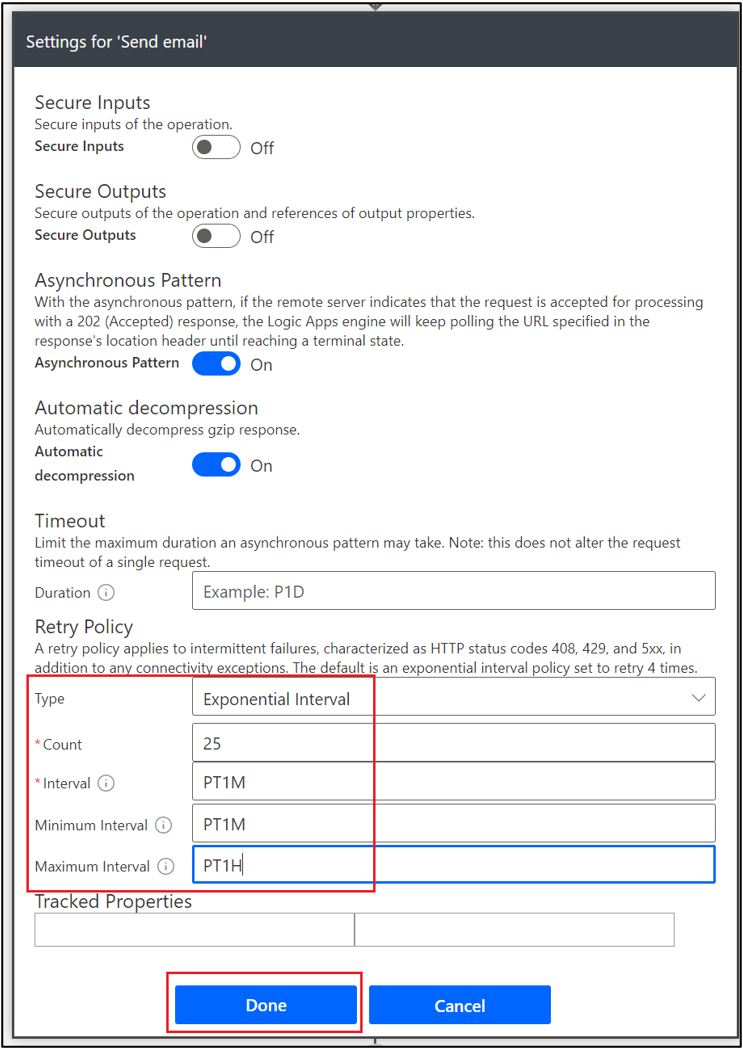 Settings for 'Send email'
Secure Inputs
Secure inputs of the operation.
Secure Inputs Off
Secure Outputs
Secure outputs of the operation and references of output properties.
Secure Outputs Off
Asynchronous Pattern
With the asynchronous pattern, if the remote server indicates that the request is accepted for processing
with a 202 (Accepted) response, the Logic Apps engine will keep polling the URL specified in the
response's location header until reaching a terminal state.
Asynchronous Pattern On
Automatic decompression
Automatically decompress gzip response.
Automatic
decompression On
Timeout
Limit the maximum duration an asynchronous pattern may take. Note: this does not alter the request
timeout of a single request.
Duration Example: P1D
Retry Policy
A retry policy applies to intermittent failures, characterized as HTTP status codes 408, 429, and 5xx, in
addition to any connectivity exceptions. The default is an exponential interval policy set to retry 4 times.
Type Exponential Interval
* Count 25
* Interval PT1M
Minimum Interval PT1M
Maximum Interval PT1H
Tracked Properties
Done Cancel